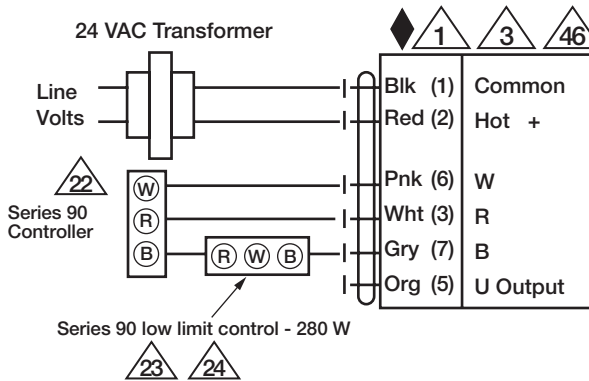 24 VAC Transformer
1 3 46
Line
Volts
Blk (1) Common
Red (2) Hot +
22
Series 90
Controller
W
R
B
R W B
Pnk (6) W
Wht (3) R
Gry (7) B
Org (5) U Output
Series 90 low limit control - 280 W
23 24